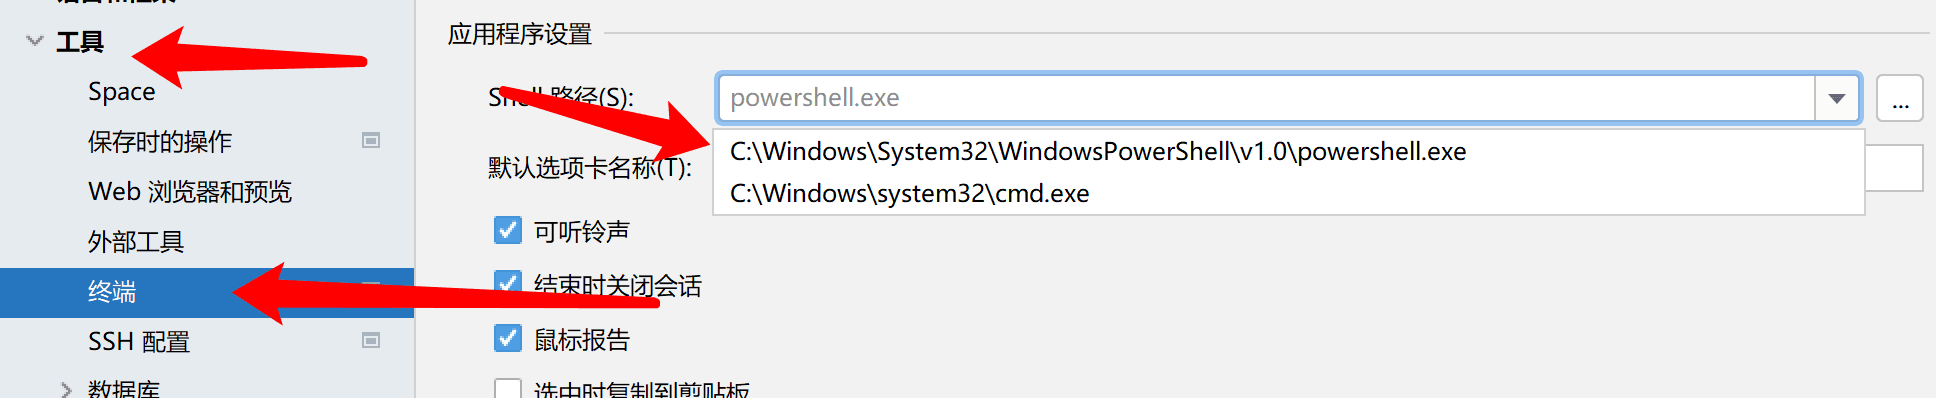 工具
Space
保存时的操作
Web 浏览器和预览
外部工具
终端
SSH 配置
数据库
应用程序设置
Shell 路径(S):
powershell.exe
...
C:\Windows\System32\WindowsPowerShell\v1.0\powershell.exe
C:\Windows\system32\cmd.exe
默认选项卡名称(T):
可听铃声
结束时关闭会话
鼠标报告
选中时复制到剪贴板